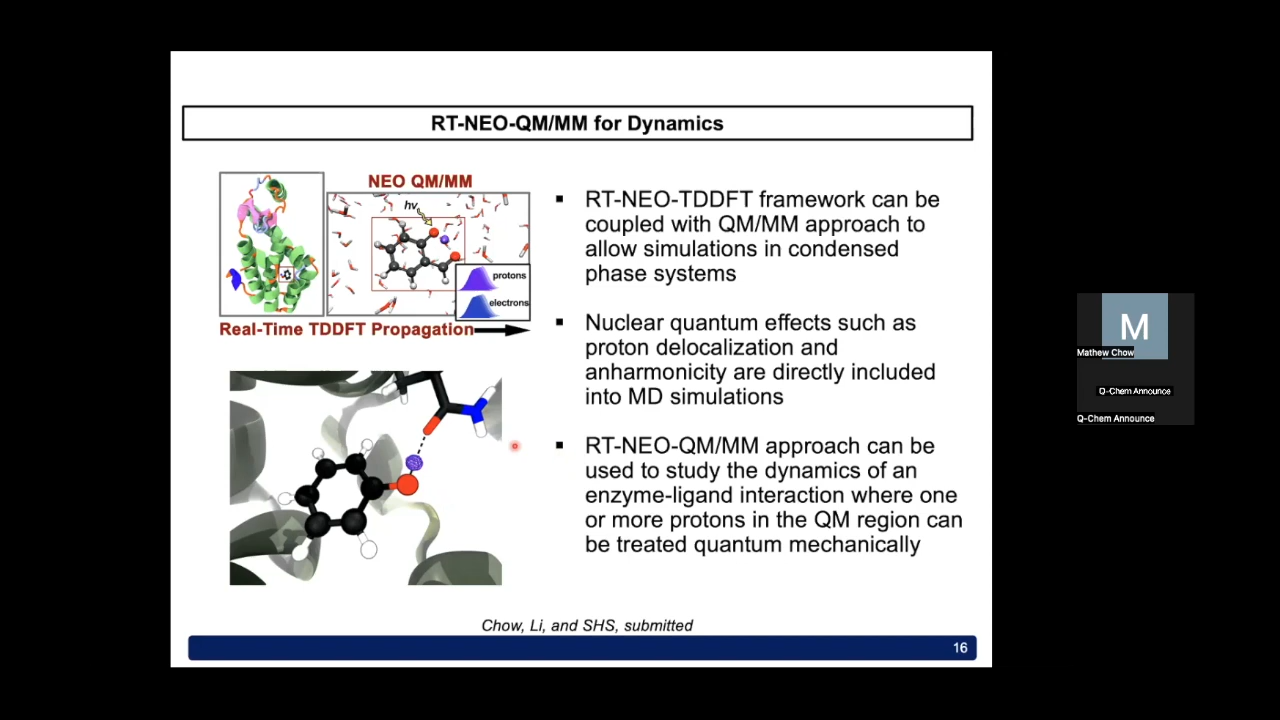 RT-NEO-QM/MM for Dynamics
NEO QM/MM
hv
protons
electrons
Real-Time TDDFT Propagation
▪ RT-NEO-TDDFT framework can be
coupled with QM/MM approach to
allow simulations in condensed
phase systems
▪ Nuclear quantum effects such as
proton delocalization and
anharmonicity are directly included
into MD simulations
▪ RT-NEO-QM/MM approach can be
used to study the dynamics of an
enzyme-ligand interaction where one
or more protons in the QM region can
be treated quantum mechanically
Chow, Li, and SHS, submitted
16
M
Mathew Chow
Q-Chem Announce
Q-Chem Announce